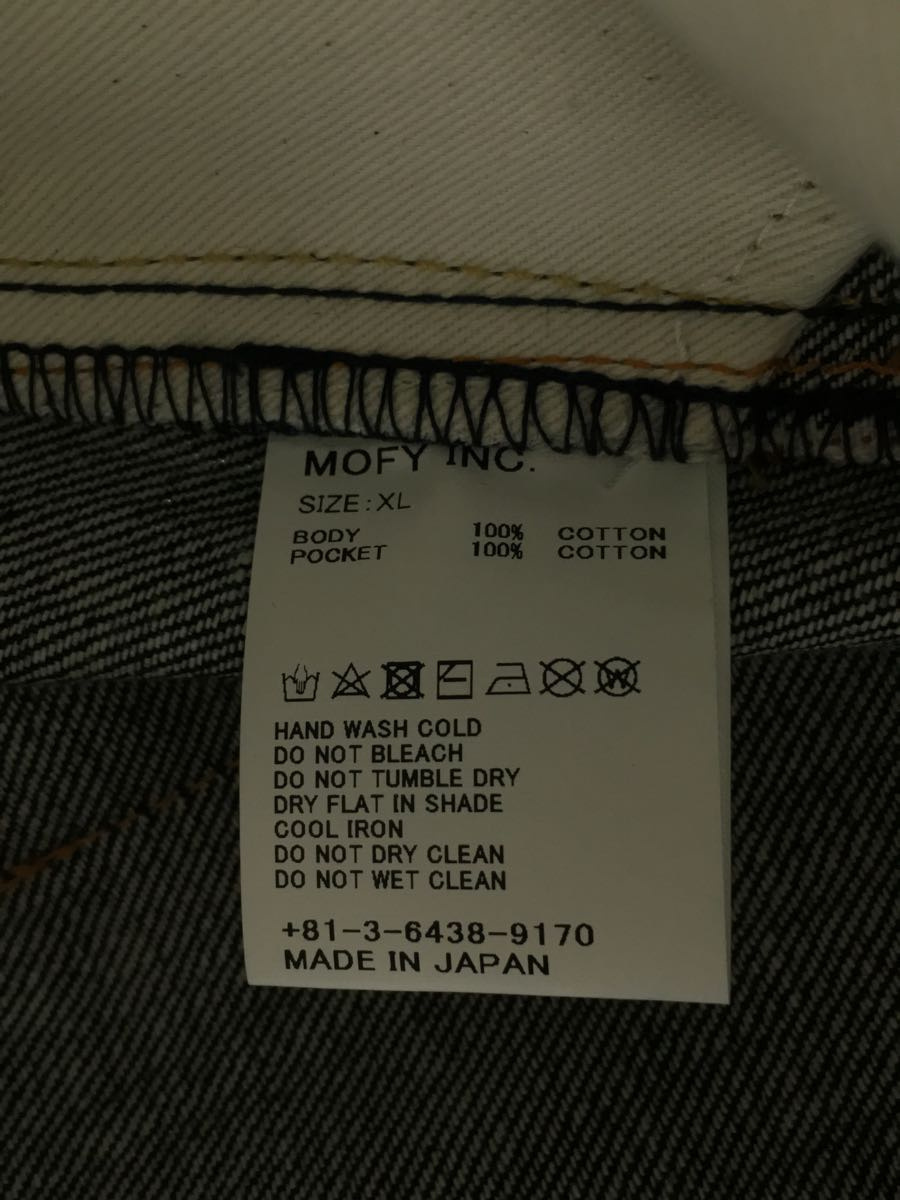 MOFY INC.
SIZE:XL
BODY 100% COTTON
POCKET 100% COTTON
HAND WASH COLD
DO NOT BLEACH
DO NOT TUMBLE DRY
DRY FLAT IN SHADE
COOL IRON
DO NOT DRY CLEAN
DO NOT WET CLEAN
+81-3-6438-9170
MADE IN JAPAN